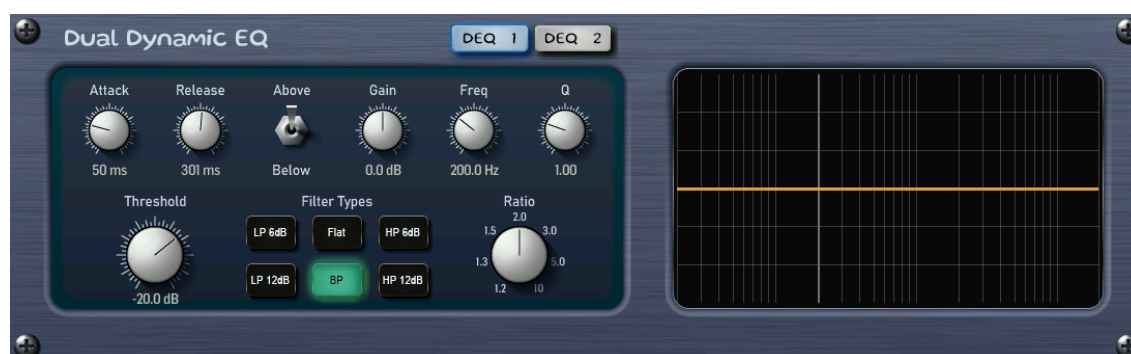 Dual Dynamic EQ
DEQ 1 DEQ 2
Attack Release Above Gain Freq Q
50 ms 301 ms Below 0.0 dB 200.0 Hz 1.00
Threshold Filter Types Ratio
2.0
1.5 3.0
LP 6dB Flat HP 6dB
1.3 5.0
LP 12dB BP HP 12dB
1.2 10
-20.0 dB